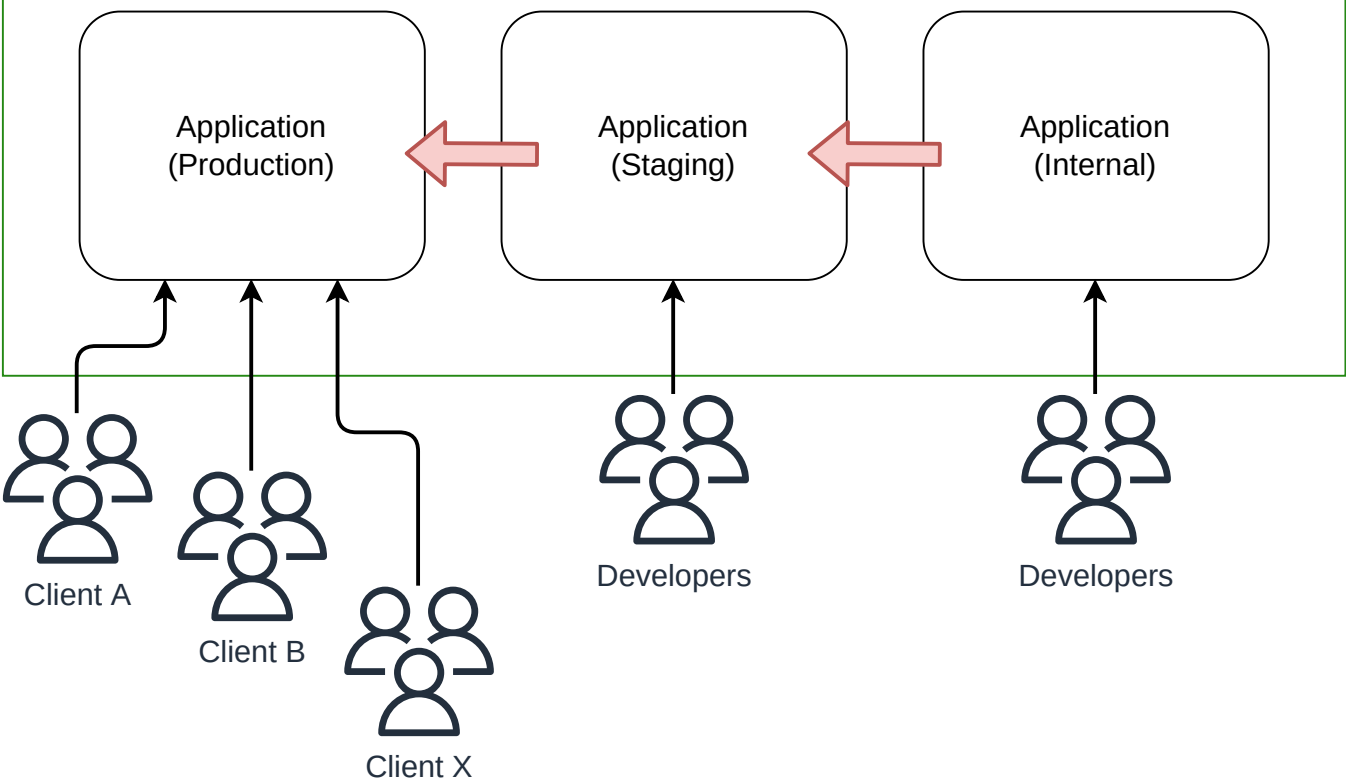 Application
(Production)
Application
(Staging)
Application
(Internal)
Client A
Client B
Client X
Developers
Developers